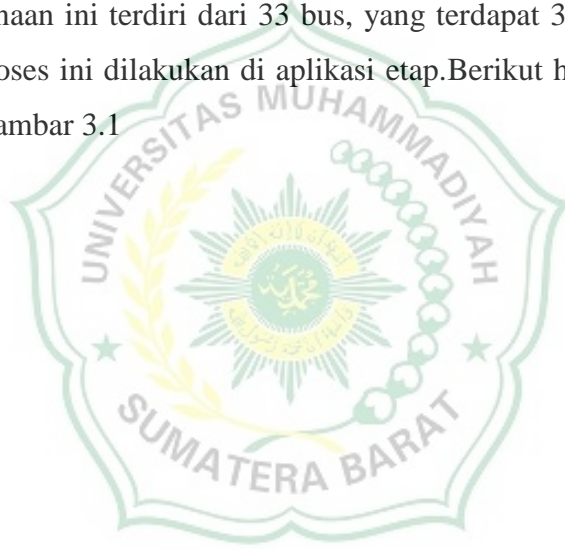 naan ini terdiri dari 33 bus, yang terdapat 3
oses ini dilakukan di aplikasi etap.Berikut h
ambar 3.1
UNIVERSITAS MUHAMMADIYAH
SUMATERA BARAT